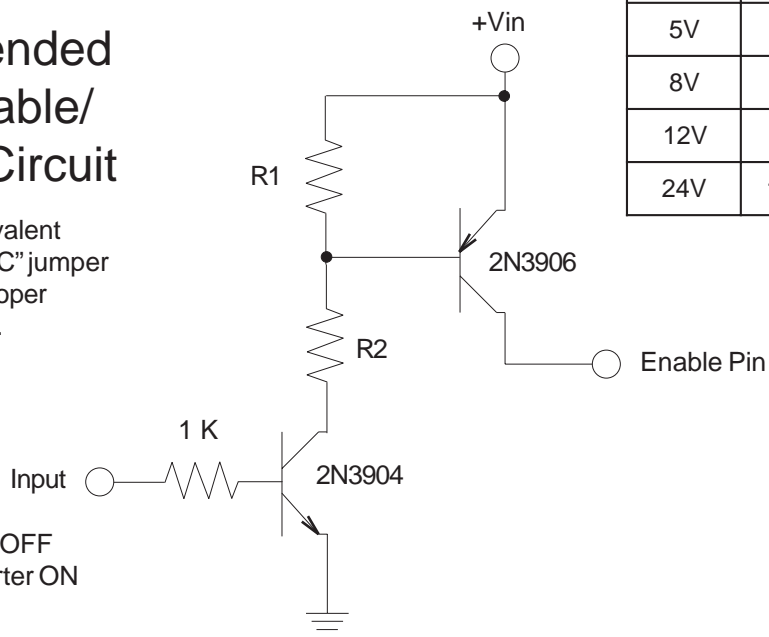 ended
able/
Circuit
valent
C" jumper
oper
+Vin
R1
2N3906
R2
Enable Pin
1 K
Input
2N3904
OFF
rter ON
5V
8V
12V
24V